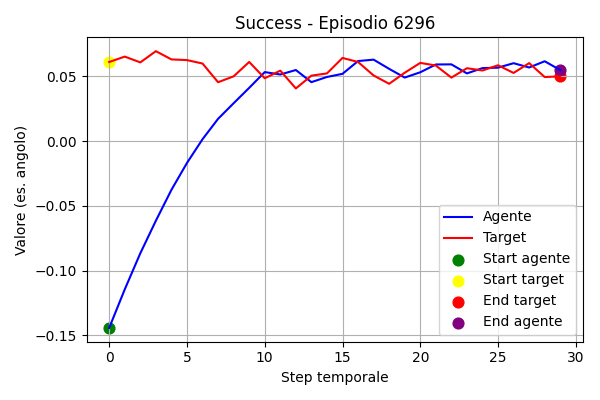 Success - Episodio 6296
Valore (es. angolo)
0.05
0.00
−0.05
−0.10
−0.15
0 5 10 15 20 25 30
Step temporale
Agente
Target
Start agente
Start target
End target
End agente